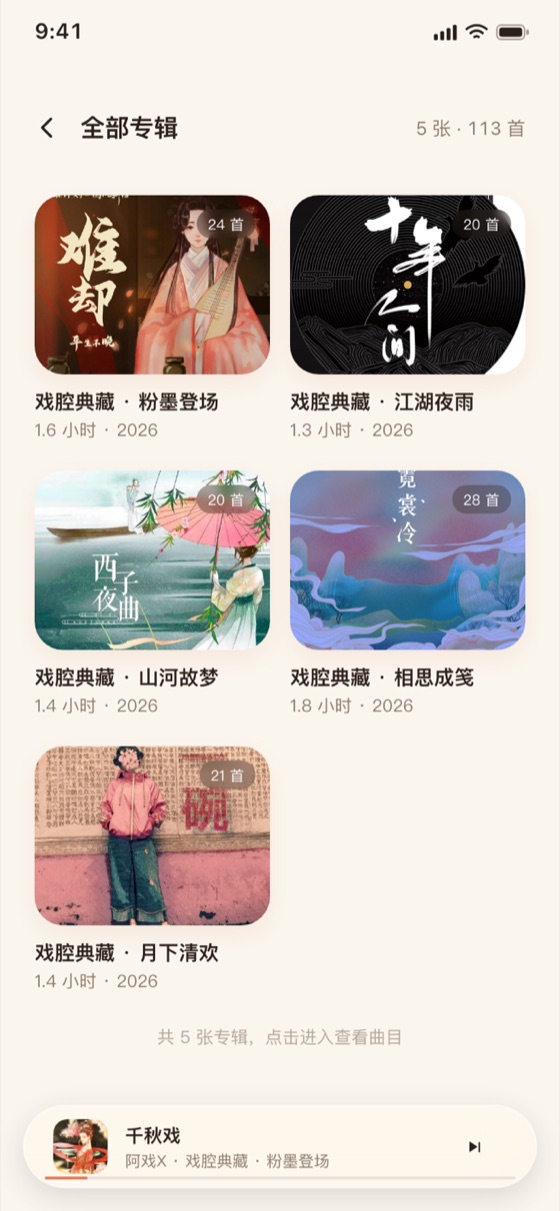 9:41
全部专辑
5 张 · 113 首
难却
平生不晚
24 首
十年人间
20 首
戏腔典藏 · 粉墨登场
1.6 小时 · 2026
戏腔典藏 · 江湖夜雨
1.3 小时 · 2026
西子夜曲
20 首
霓裳冷
28 首
戏腔典藏 · 山河故梦
1.4 小时 · 2026
戏腔典藏 · 相思成笺
1.8 小时 · 2026
碗
21 首
戏腔典藏 · 月下清欢
1.4 小时 · 2026
共 5 张专辑，点击进入查看曲目
千秋戏
阿戏X · 戏腔典藏 · 粉墨登场